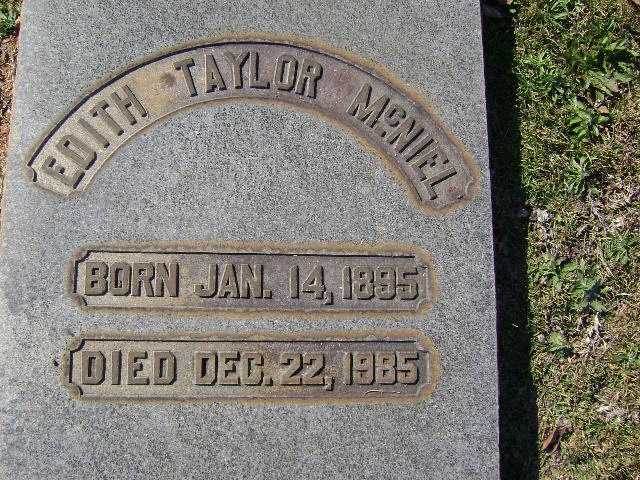 EDITH TAYLOR McNIEL
BORN JAN. 14, 1895
DIED DEC. 22, 1985